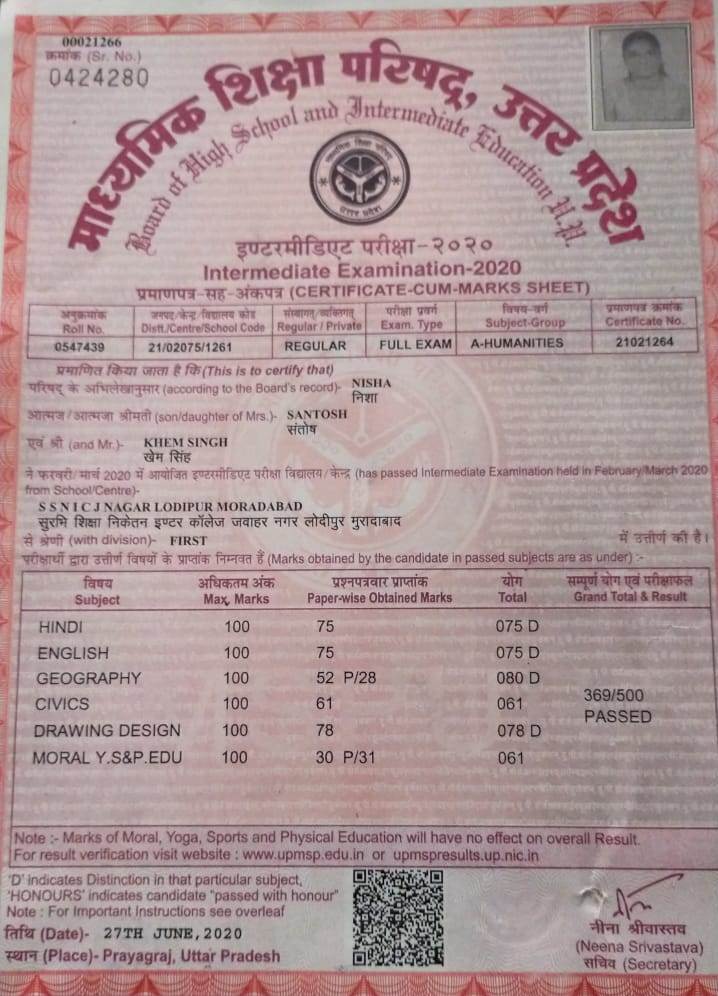 00021266
क्रमांक (Sr. No.)
0424280
माध्यमिक शिक्षा परिषद्, उत्तर प्रदेश
Board of High School and Intermediate Education U.P.
माध्यमिक शिक्षा परिषद्
उत्तर प्रदेश
इण्टरमीडिएट परीक्षा-२०२०
Intermediate Examination-2020
प्रमाणपत्र-सह-अंकपत्र (CERTIFICATE-CUM-MARKS SHEET)
अनुक्रमांक जनपद/केन्द्र/विद्यालय कोड संस्थागत/व्यक्तिगत परीक्षा प्रवर्ग विषय-वर्ग प्रमाणपत्र क्रमांक
Roll No. Distt./Centre/School Code Regular / Private Exam. Type Subject-Group Certificate No.
0547439 21/02075/1261 REGULAR FULL EXAM A-HUMANITIES 21021264
प्रमाणित किया जाता है कि (This is to certify that)
परिषद् के अभिलेखानुसार (according to the Board's record)- NISHA
निशा
आत्मज/आत्मजा श्रीमती (son/daughter of Mrs.)- SANTOSH
संतोष
एवं श्री (and Mr.)- KHEM SINGH
खेम सिंह
ने फरवरी/मार्च 2020 में आयोजित इण्टरमीडिएट परीक्षा विद्यालय/केन्द्र (has passed Intermediate Examination held in February/March 2020
from School/Centre)-
S S N I C J NAGAR LODIPUR MORADABAD
सुरभि शिक्षा निकेतन इण्टर कॉलेज जवाहर नगर लोदीपुर मुरादाबाद
से श्रेणी (with division)- FIRST में उत्तीर्ण की है।
परीक्षार्थी द्वारा उत्तीर्ण विषयों के प्राप्तांक निम्नवत हैं (Marks obtained by the candidate in passed subjects are as under) :-
विषय अधिकतम अंक प्रश्नपत्रवार प्राप्तांक योग सम्पूर्ण योग एवं परीक्षाफल
Subject Max. Marks Paper-wise Obtained Marks Total Grand Total & Result
HINDI 100 75 075 D
ENGLISH 100 75 075 D
GEOGRAPHY 100 52 P/28 080 D
369/500
CIVICS 100 61 061
PASSED
DRAWING DESIGN 100 78 078 D
MORAL Y.S&P.EDU 100 30 P/31 061
Note :- Marks of Moral, Yoga, Sports and Physical Education will have no effect on overall Result.
For result verification visit website : www.upmsp.edu.in or upmspresults.up.nic.in
'D' indicates Distinction in that particular subject,
'HONOURS' indicates candidate "passed with honour"
Note : For Important Instructions see overleaf
तिथि (Date)- 27TH JUNE, 2020
स्थान (Place)- Prayagraj, Uttar Pradesh
नीना श्रीवास्तव
(Neena Srivastava)
सचिव (Secretary)